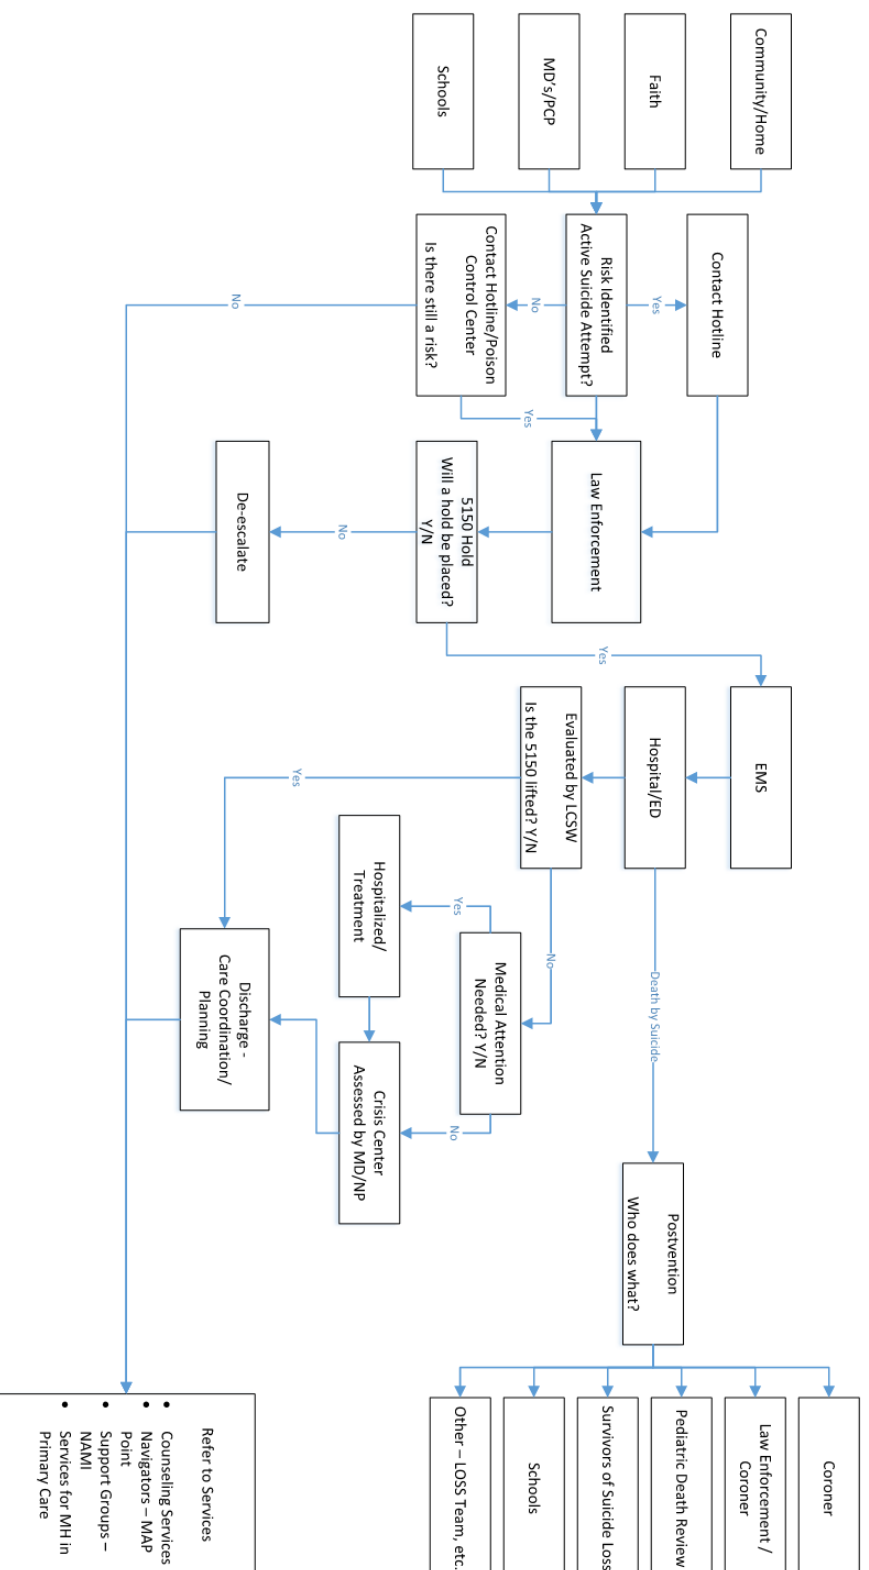 Community/Home
Faith
MD's/PCP
Schools
Contact Hotline
Yes
Risk Identified
Active Suicide Attempt?
No
Contact Hotline/Poison
Control Center
Is there still a risk?
No
Yes
Law Enforcement
5150 Hold
Will a hold be placed?
Y/N
No
De-escalate
Yes
EMS
Hospital/ED
Evaluated by LCSW
Is the 5150 lifted? Y/N
Yes
No
Death by Suicide
Medical Attention
Needed? Y/N
Yes
No
Hospitalized/
Treatment
Crisis Center
Assessed by MD/NP
Discharge -
Care Coordination/
Planning
Postvention
Who does what?
Coroner
Law Enforcement /
Coroner
Pediatric Death Review
Survivors of Suicide Loss
Schools
Other – LOSS Team, etc.
Refer to Services
• Counseling Services
• Navigators – MAP
Point
• Support Groups –
NAMI
• Services for MH in
Primary Care